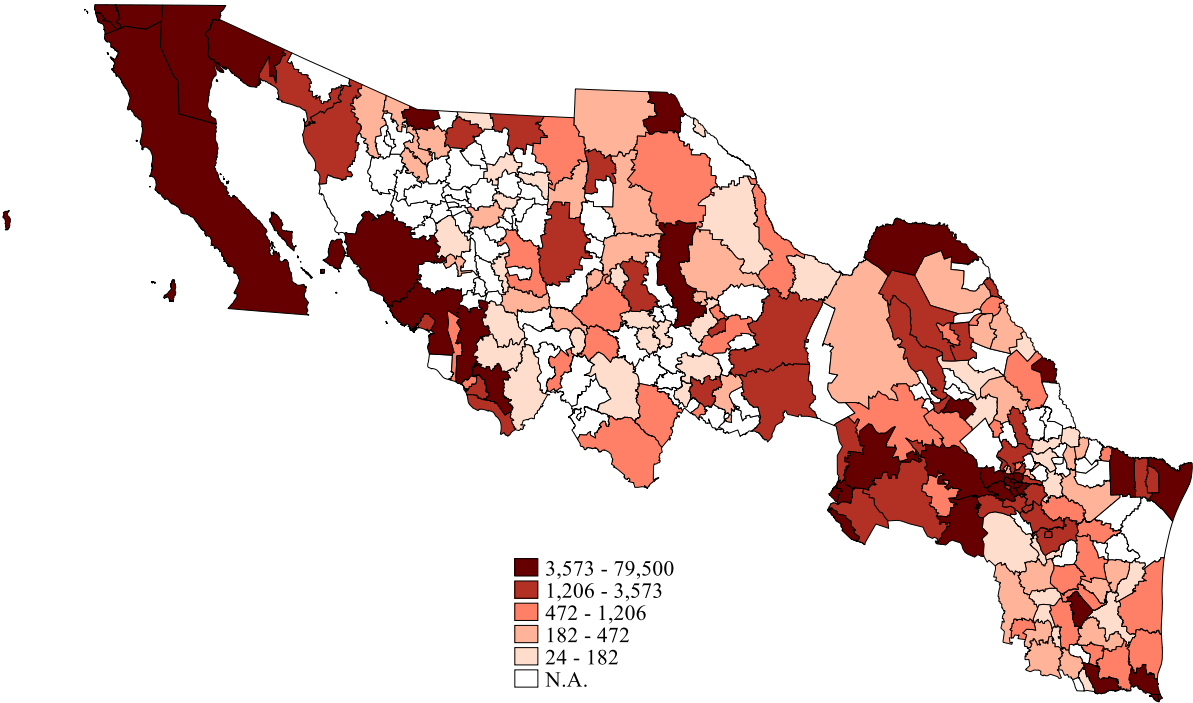 3,573 - 79,500
1,206 - 3,573
472 - 1,206
182 - 472
24 - 182
N.A.